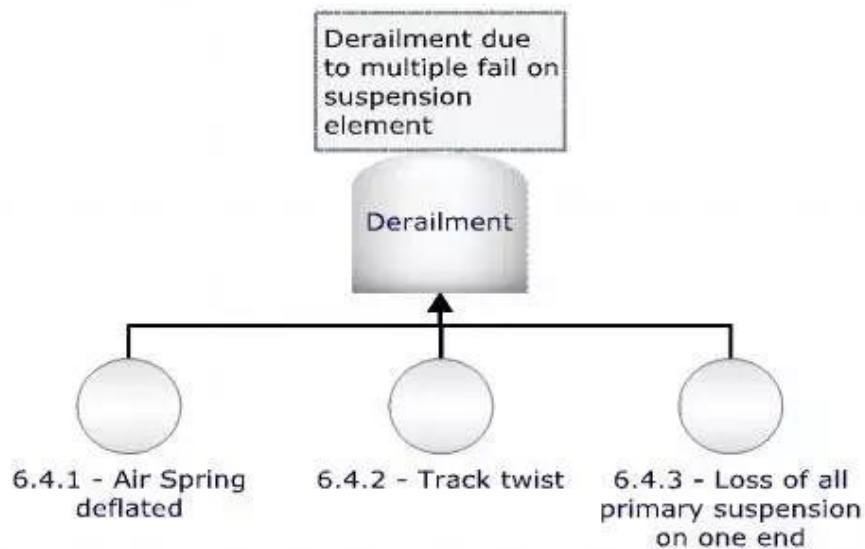 Derailment due
to multiple fail on
suspension
element
Derailment
6.4.1 - Air Spring
deflated
6.4.2 - Track twist
6.4.3 - Loss of all
primary suspension
on one end